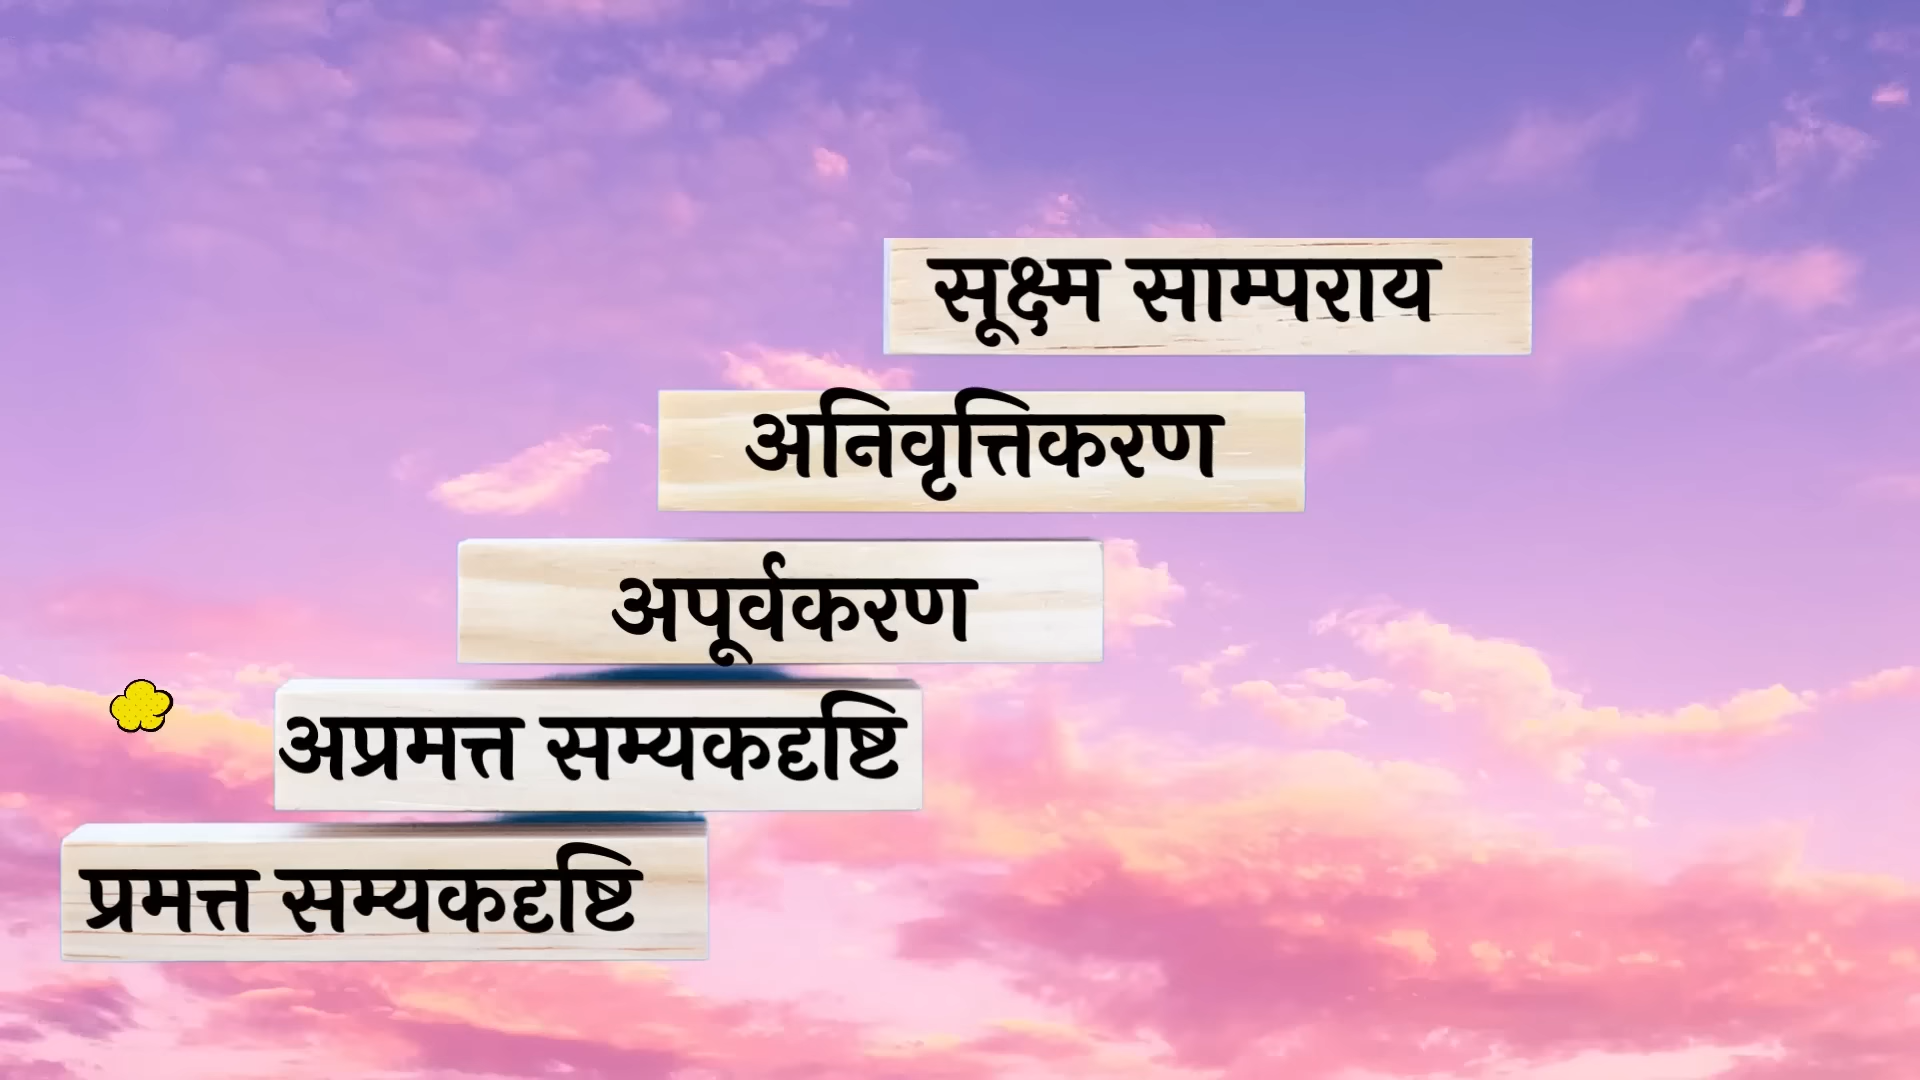 सूक्ष्म साम्पराय
अनिवृत्तिकरण
अपूर्वकरण
अप्रमत्त सम्यकदृष्टि
प्रमत्त सम्यकदृष्टि